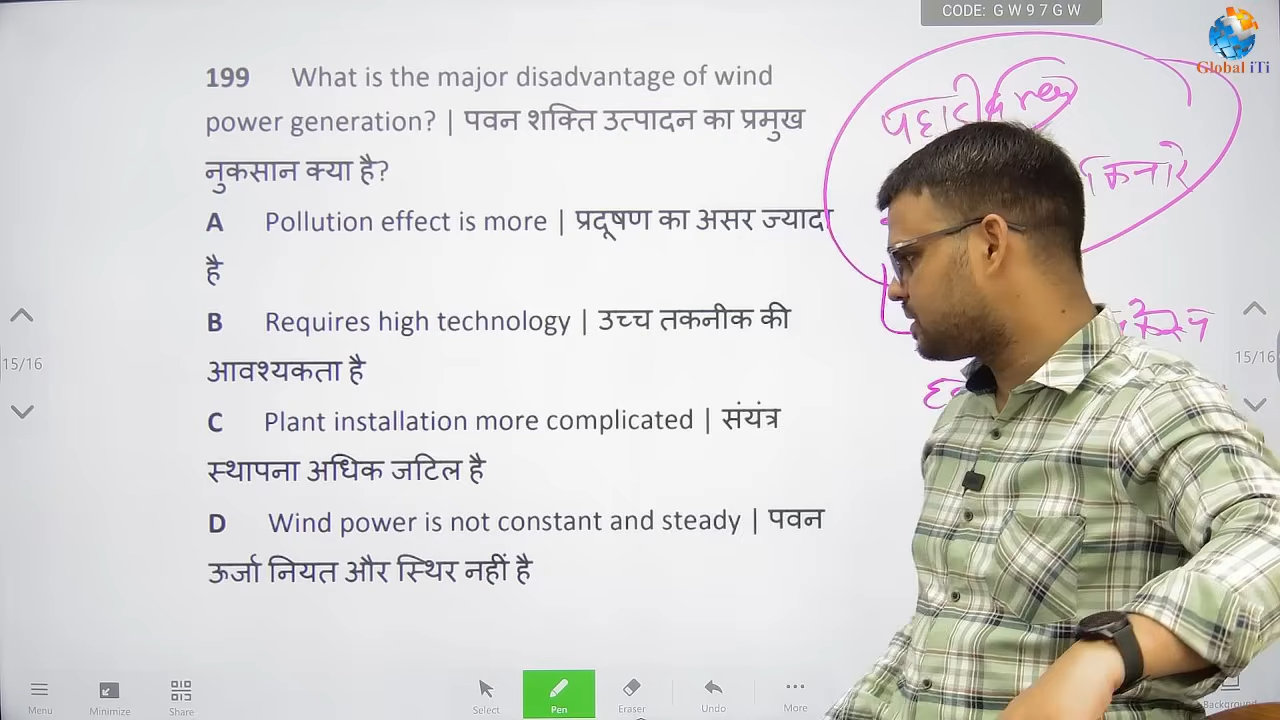 CODE: G W 9 7 G W
Global iTi
199 What is the major disadvantage of wind
power generation? | पवन शक्ति उत्पादन का प्रमुख
नुकसान क्या है?
A Pollution effect is more | प्रदूषण का असर ज्यादा
है
B Requires high technology | उच्च तकनीक की
आवश्यकता है
C Plant installation more complicated | संयंत्र
स्थापना अधिक जटिल है
D Wind power is not constant and steady | पवन
ऊर्जा नियत और स्थिर नहीं है
15/16
15/16
Menu
Minimize
Share
Select
Pen
Eraser
Undo
More
Background